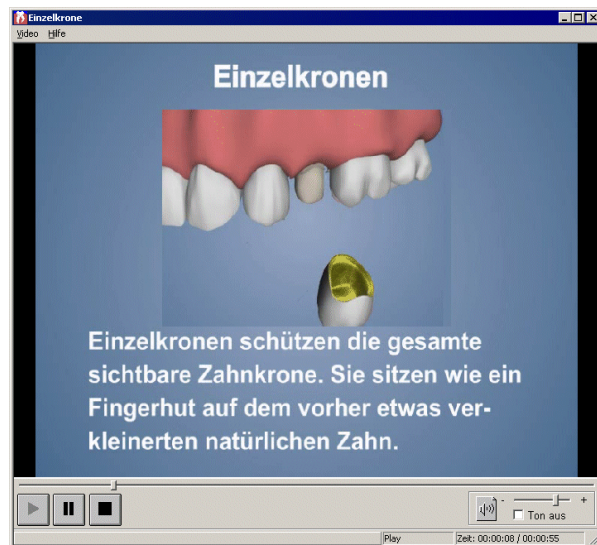 Einzelkrone
Video Hilfe
Einzelkronen
Einzelkronen schützen die gesamte
sichtbare Zahnkrone. Sie sitzen wie ein
Fingerhut auf dem vorher etwas ver-
kleinerten natürlichen Zahn.
- +
Ton aus
Play Zeit: 00:00:08 / 00:00:55